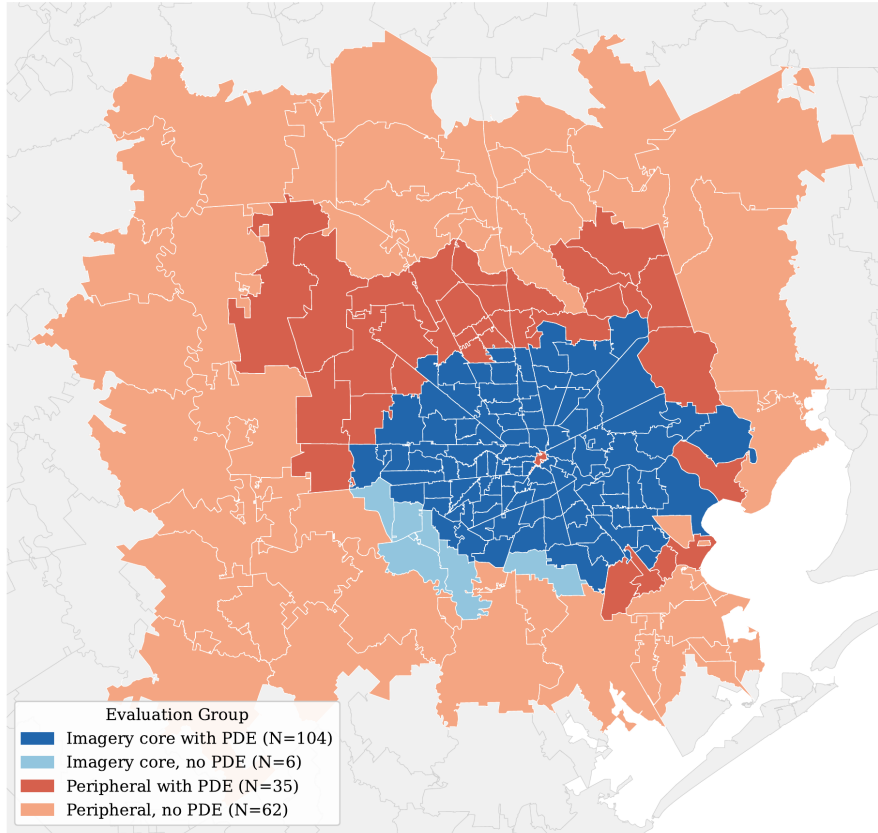 Evaluation Group
Imagery core with PDE (N=104)
Imagery core, no PDE (N=6)
Peripheral with PDE (N=35)
Peripheral, no PDE (N=62)